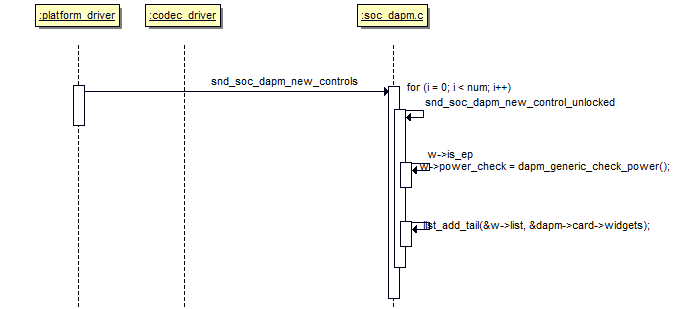 :platform_driver
:codec_driver
:soc_dapm.c
snd_soc_dapm_new_controls
for (i = 0; i < num; i++)
snd_soc_dapm_new_control_unlocked
w->is_ep
w->power_check = dapm_generic_check_power();
list_add_tail(&w->list, &dapm->card->widgets);